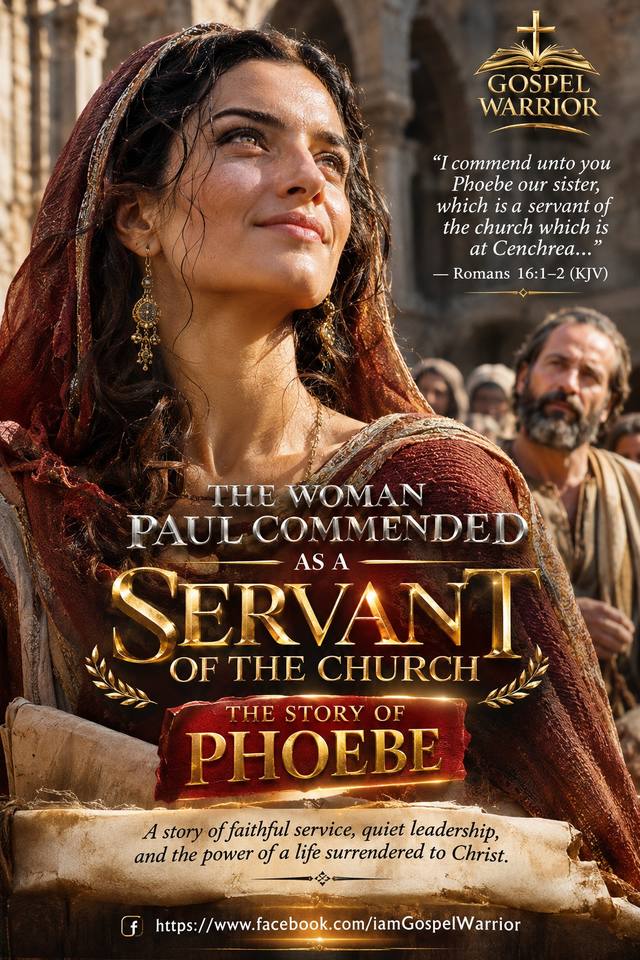 GOSPEL
WARRIOR
“I commend unto you
Phoebe our sister,
which is a servant of
the church which is
at Cenchrea...”
— Romans 16:1–2 (KJV)
THE WOMAN
PAUL COMMENDED
AS A
SERVANT
OF THE CHURCH
THE STORY OF
PHOEBE
A story of faithful service, quiet leadership,
and the power of a life surrendered to Christ.
f https://www.facebook.com/iamGospelWarrior